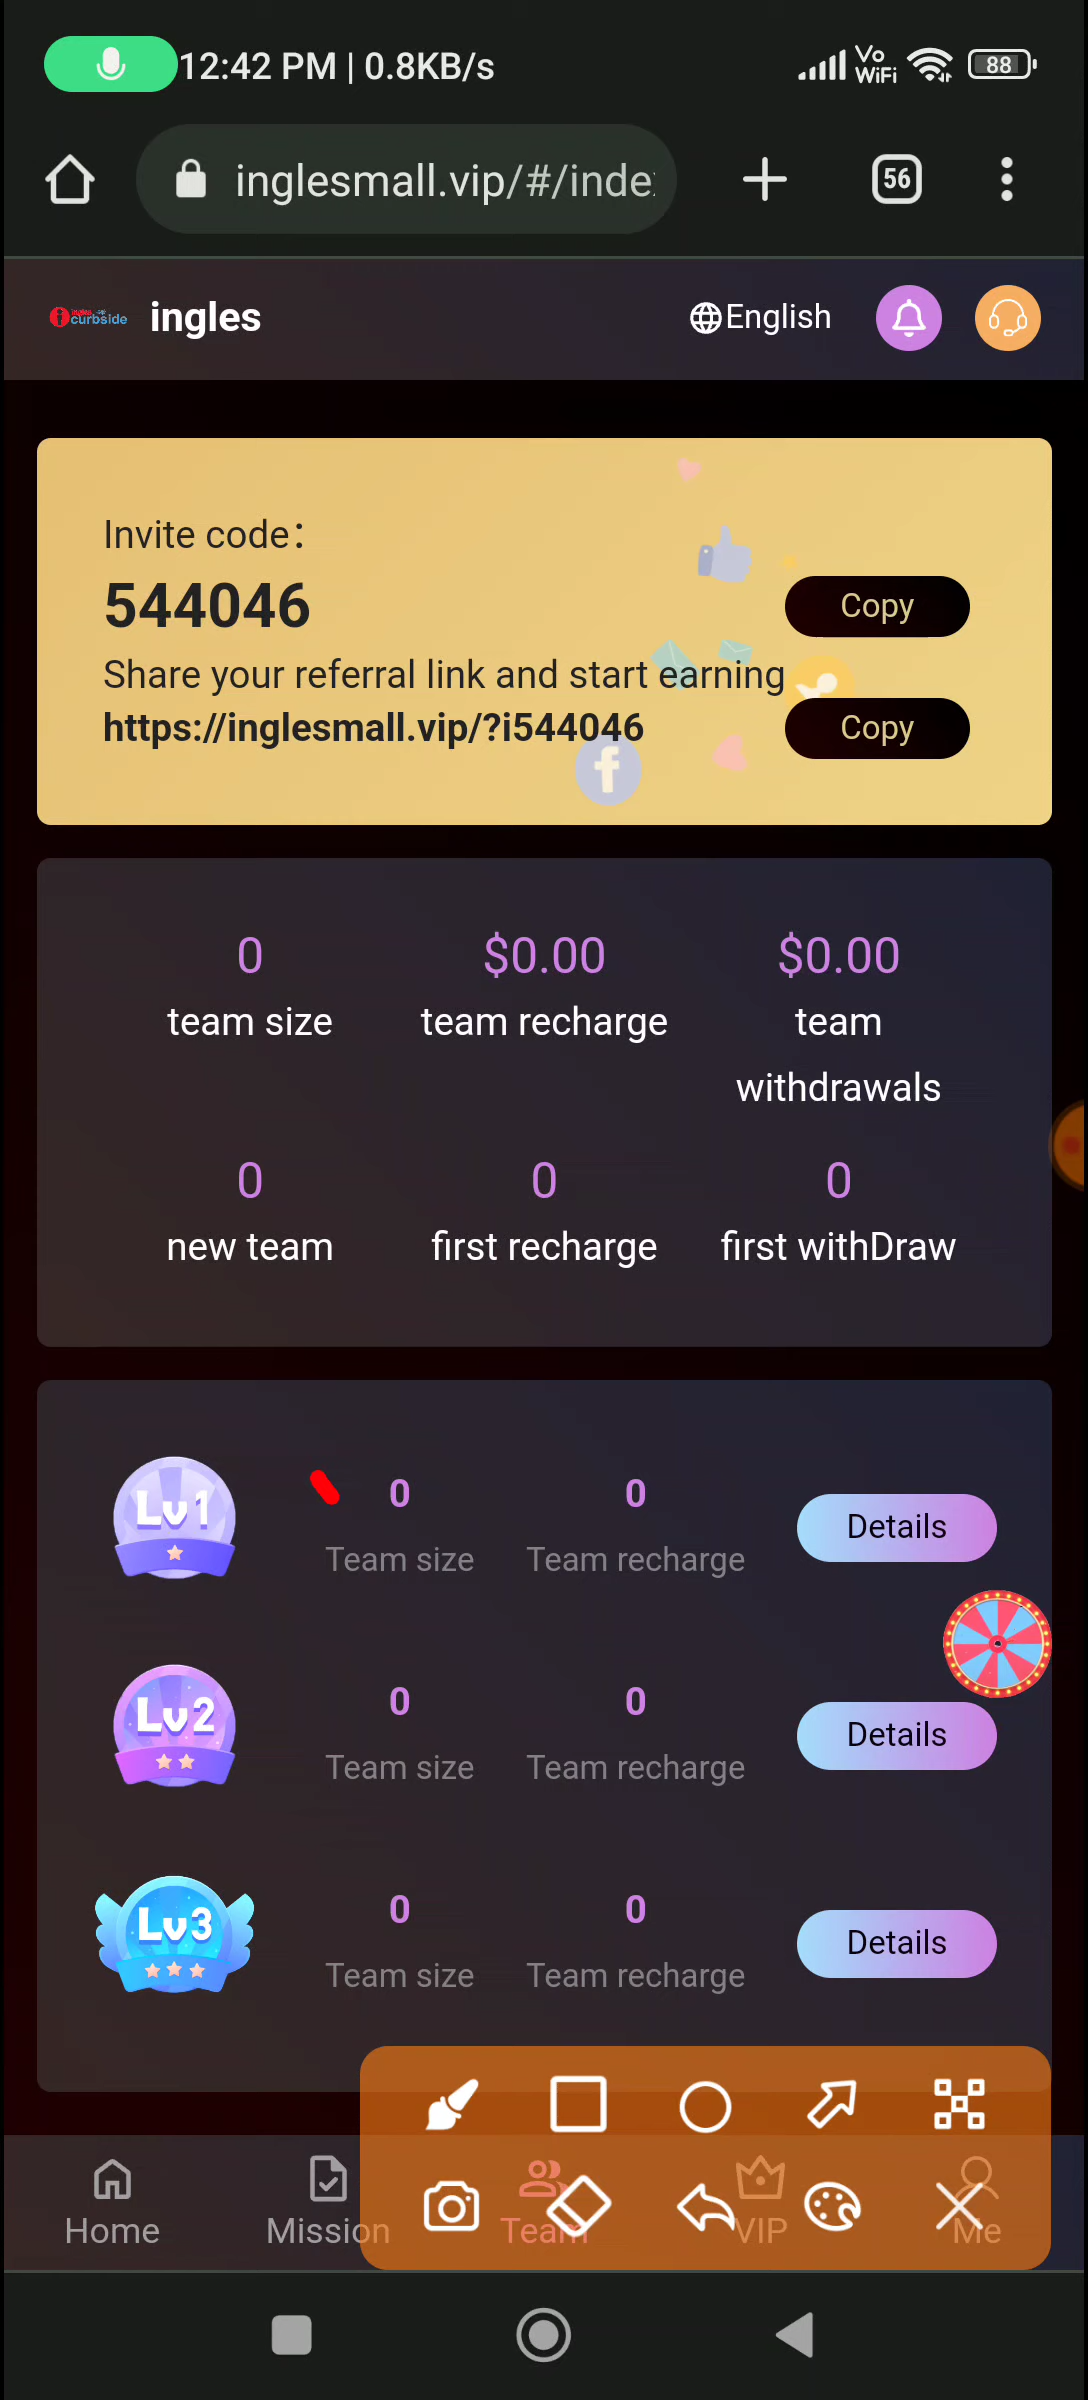 12:42 PM | 0.8KB/s
Vo
WiFi
88
inglesmall.vip/#/inde
56
curbside
ingles
English
Invite code：
544046
Copy
Share your referral link and start earning
https://inglesmall.vip/?i544046
Copy
0
$0.00
$0.00
team size
team recharge
team
withdrawals
0
0
0
new team
first recharge
first withDraw
Lv1
0
0
Team size
Team recharge
Details
Lv2
0
0
Team size
Team recharge
Details
Lv3
0
0
Team size
Team recharge
Details
Home
Mission
Team
VIP
Me